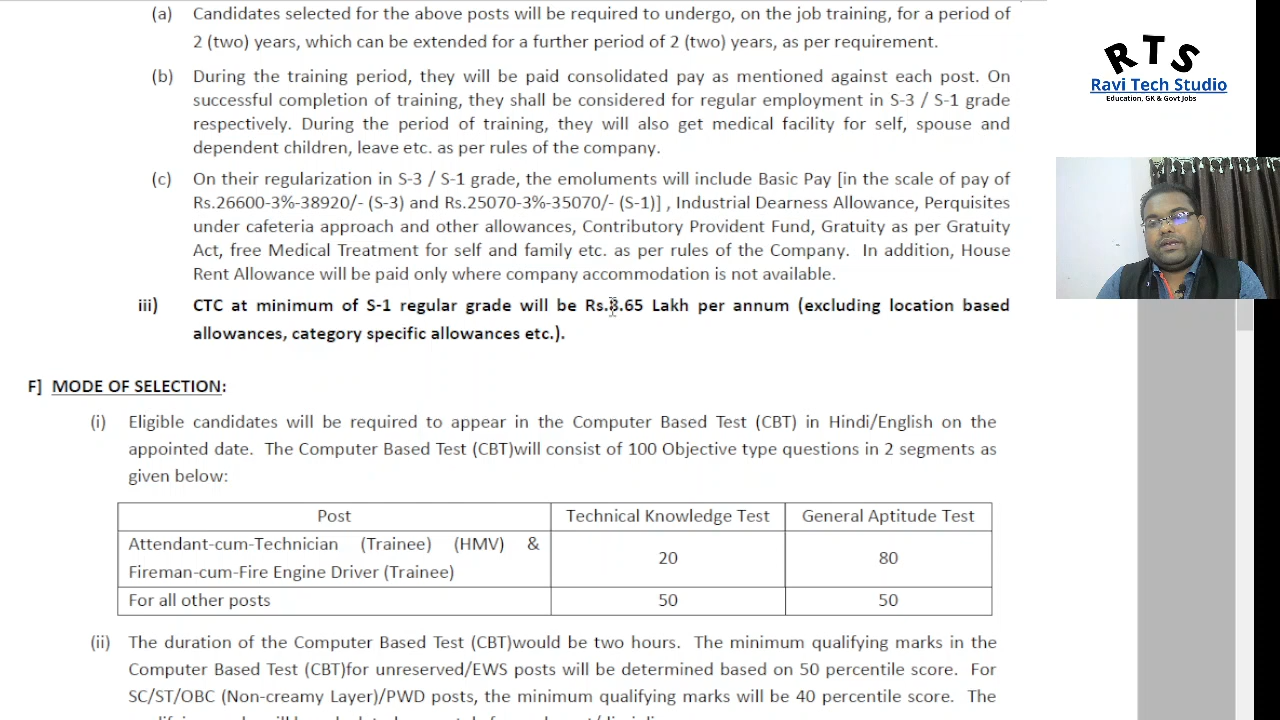 (a) Candidates selected for the above posts will be required to undergo, on the job training, for a period of
2 (two) years, which can be extended for a further period of 2 (two) years, as per requirement.
(b) During the training period, they will be paid consolidated pay as mentioned against each post. On
successful completion of training, they shall be considered for regular employment in S-3 / S-1 grade
respectively. During the period of training, they will also get medical facility for self, spouse and
dependent children, leave etc. as per rules of the company.
(c) On their regularization in S-3 / S-1 grade, the emoluments will include Basic Pay [in the scale of pay of
Rs.26600-3%-38920/- (S-3) and Rs.25070-3%-35070/- (S-1)] , Industrial Dearness Allowance, Perquisites
under cafeteria approach and other allowances, Contributory Provident Fund, Gratuity as per Gratuity
Act, free Medical Treatment for self and family etc. as per rules of the Company. In addition, House
Rent Allowance will be paid only where company accommodation is not available.
iii) CTC at minimum of S-1 regular grade will be Rs.8.65 Lakh per annum (excluding location based
allowances, category specific allowances etc.).
F] MODE OF SELECTION:
(i) Eligible candidates will be required to appear in the Computer Based Test (CBT) in Hindi/English on the
appointed date. The Computer Based Test (CBT)will consist of 100 Objective type questions in 2 segments as
given below:
Post Technical Knowledge Test General Aptitude Test
Attendant-cum-Technician (Trainee) (HMV) &
Fireman-cum-Fire Engine Driver (Trainee) 20 80
For all other posts 50 50
(ii) The duration of the Computer Based Test (CBT)would be two hours. The minimum qualifying marks in the
Computer Based Test (CBT)for unreserved/EWS posts will be determined based on 50 percentile score. For
SC/ST/OBC (Non-creamy Layer)/PWD posts, the minimum qualifying marks will be 40 percentile score. The
RTS
Ravi Tech Studio
Education, GK & Govt Jobs